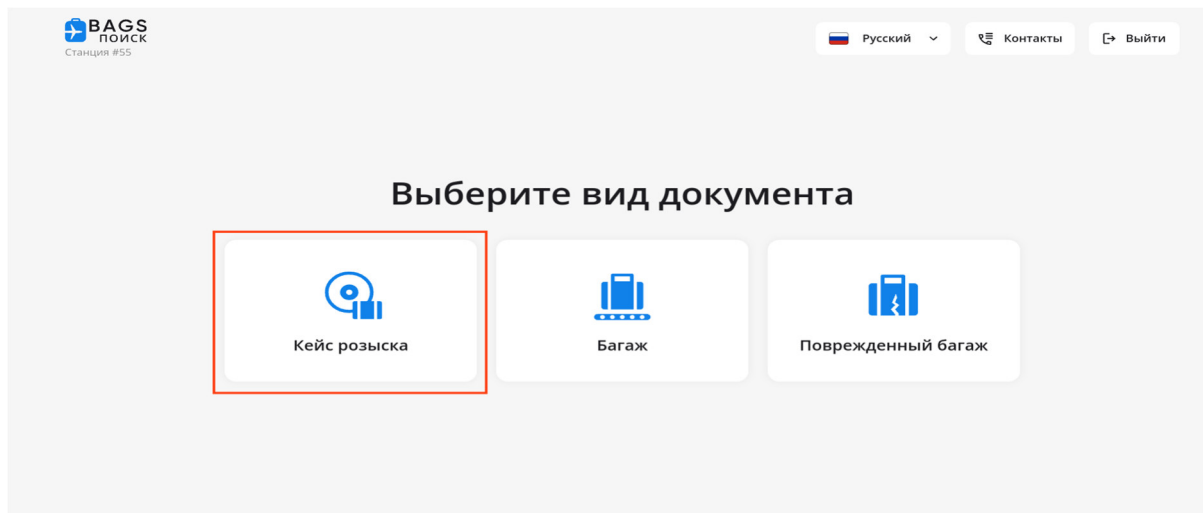 BAGS
ПОИСК
Станция #55
Русский
Контакты
Выйти
Выберите вид документа
Кейс розыска
Багаж
Поврежденный багаж